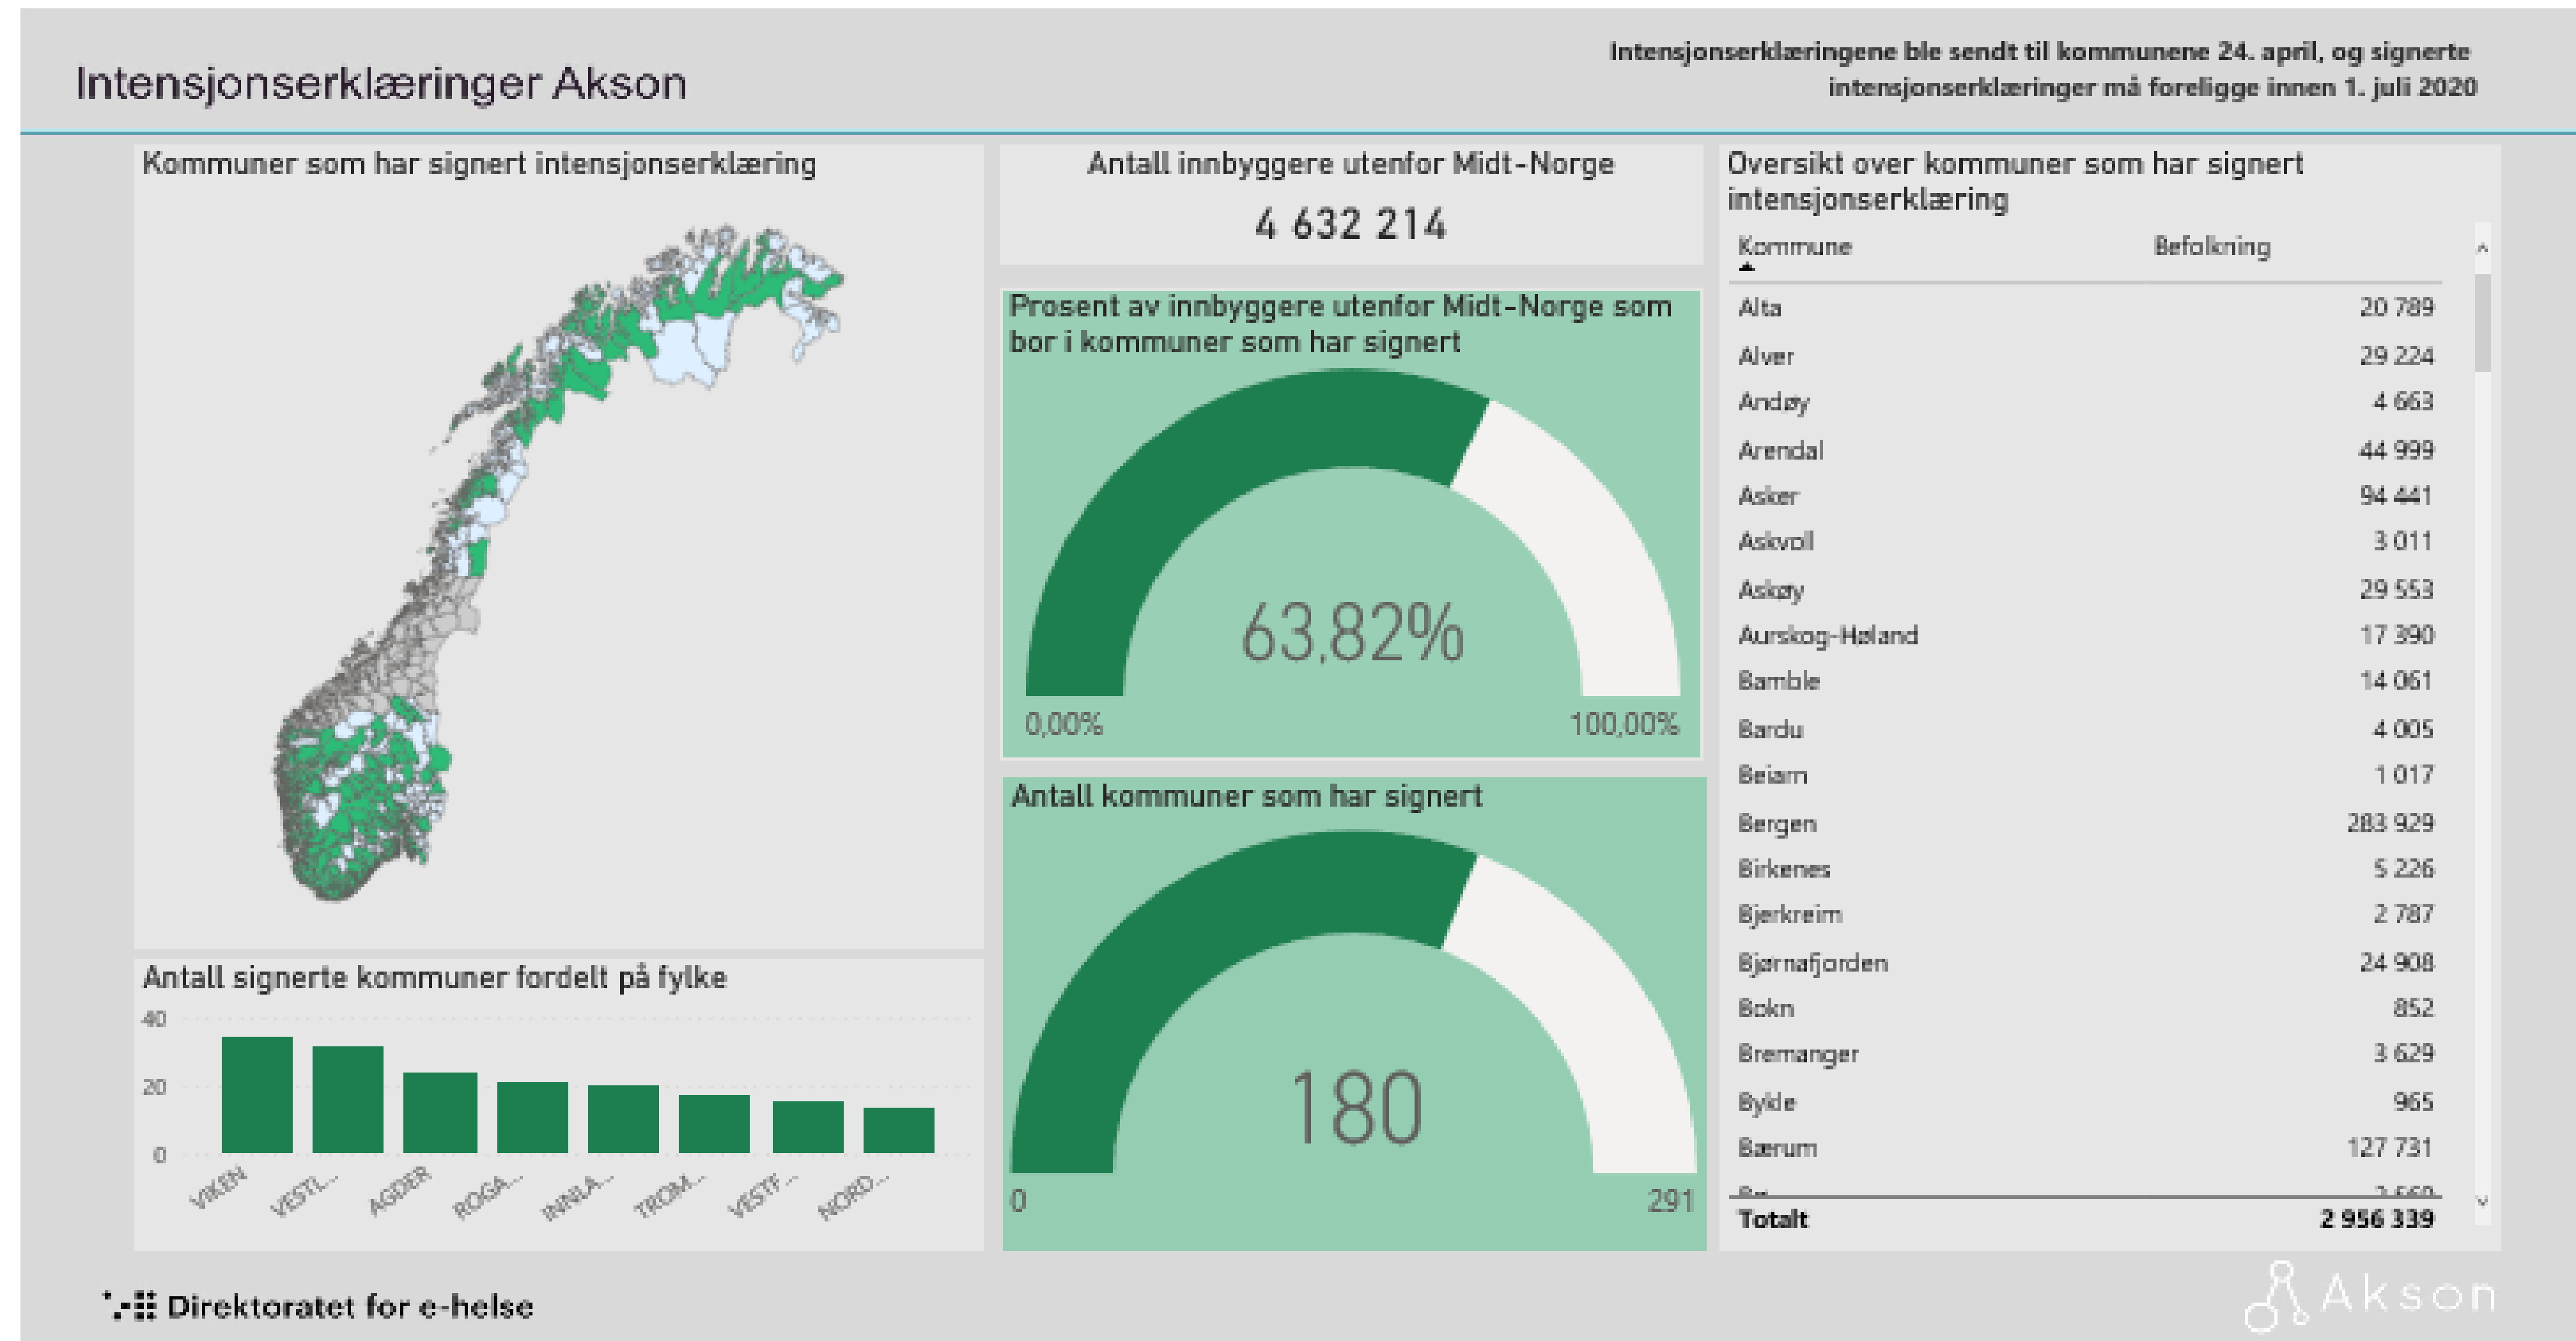 Intensjonserklæringer Akson
Intensjonserklæringene ble sendt til kommunene 24. april, og signerte
intensjonserklæringer må foreligge innen 1. juli 2020
Kommuner som har signert intensjonserklæring
Antall signerte kommuner fordelt på fylke
40
20
0
VIKEN
VESTL...
AGDER
ROGA...
INNLA...
TROM...
VESTF...
NORD...
Antall innbyggere utenfor Midt-Norge
4 632 214
Prosent av innbyggere utenfor Midt-Norge som
bor i kommuner som har signert
63,82%
0,00%
100,00%
Antall kommuner som har signert
180
0
291
Oversikt over kommuner som har signert
intensjonserklæring
Kommune Befolkning
Alta 20 789
Alver 29 224
Andøy 4 663
Arendal 44 999
Asker 94 441
Askvoll 3 011
Askøy 29 553
Aurskog-Høland 17 390
Bamble 14 061
Bardu 4 005
Beiarn 1 017
Bergen 283 929
Birkenes 5 226
Bjerkreim 2 787
Bjørnafjorden 24 908
Bokn 852
Bremanger 3 629
Bykle 965
Bærum 127 731
Totalt 2 956 339
Direktoratet for e-helse
Akson